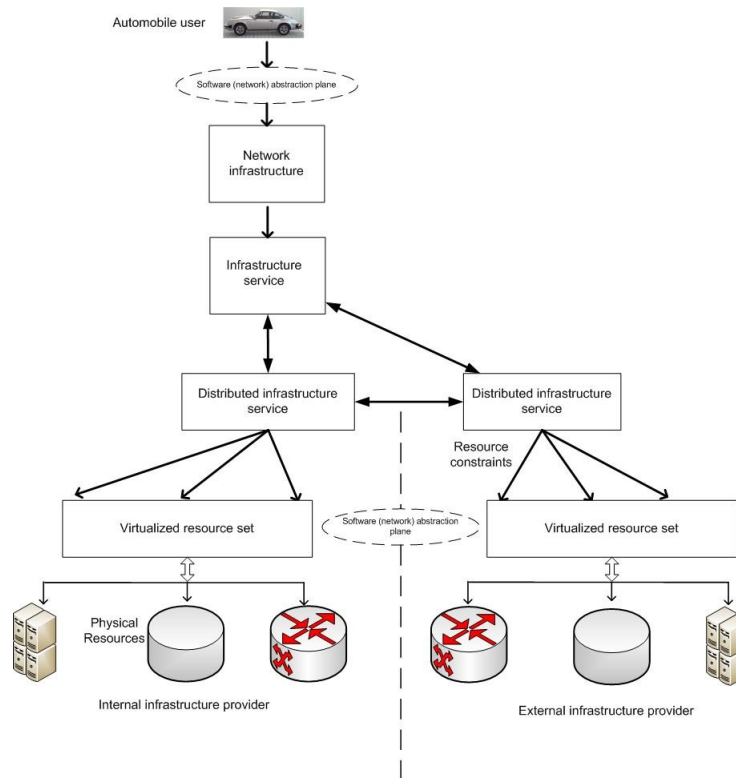 Automobile user
Software (network) abstraction plane
Network
infrastructure
Infrastructure
service
Distributed infrastructure
service
Distributed infrastructure
service
Resource
constraints
Virtualized resource set
Software (network) abstraction
plane
Virtualized resource set
Physical
Resources
Internal infrastructure provider
External infrastructure provider